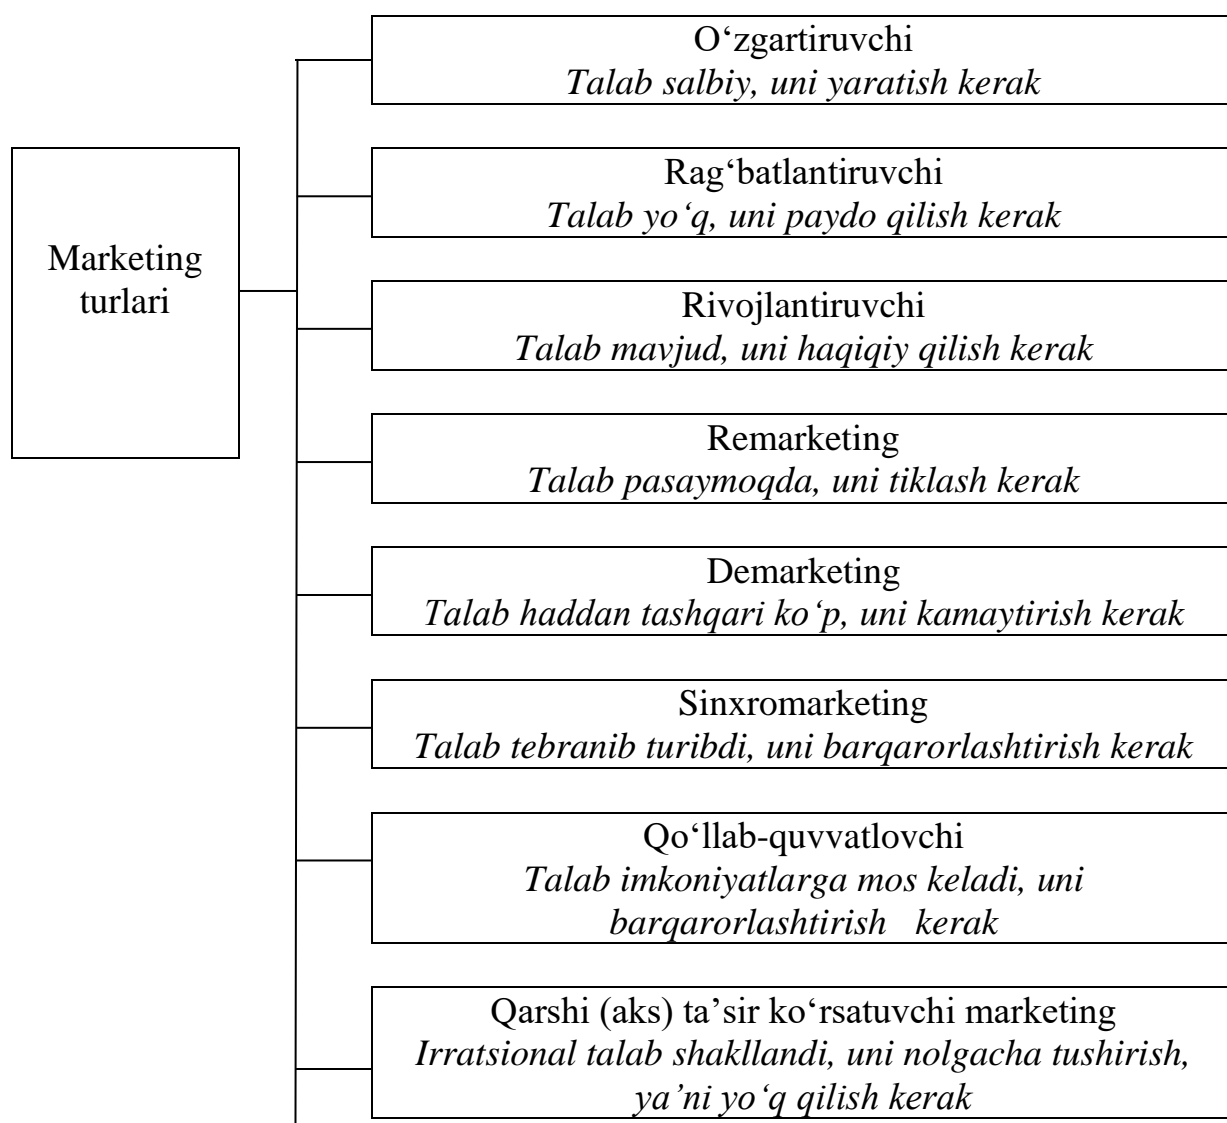 O‘zgartiruvchi
Talab salbiy, uni yaratish kerak
Rag‘batlantiruvchi
Talab yo‘q, uni paydo qilish kerak
Marketing
turlari
Rivojlantiruvchi
Talab mavjud, uni haqiqiy qilish kerak
Remarketing
Talab pasaymoqda, uni tiklash kerak
Demarketing
Talab haddan tashqari ko‘p, uni kamaytirish kerak
Sinxromarketing
Talab tebranib turibdi, uni barqarorlashtirish kerak
Qo‘llab-quvvatlovchi
Talab imkoniyatlarga mos keladi, uni
barqarorlashtirish kerak
Qarshi (aks) ta’sir ko‘rsatuvchi marketing
Irratsional talab shakllandi, uni nolgacha tushirish,
ya’ni yo‘q qilish kerak